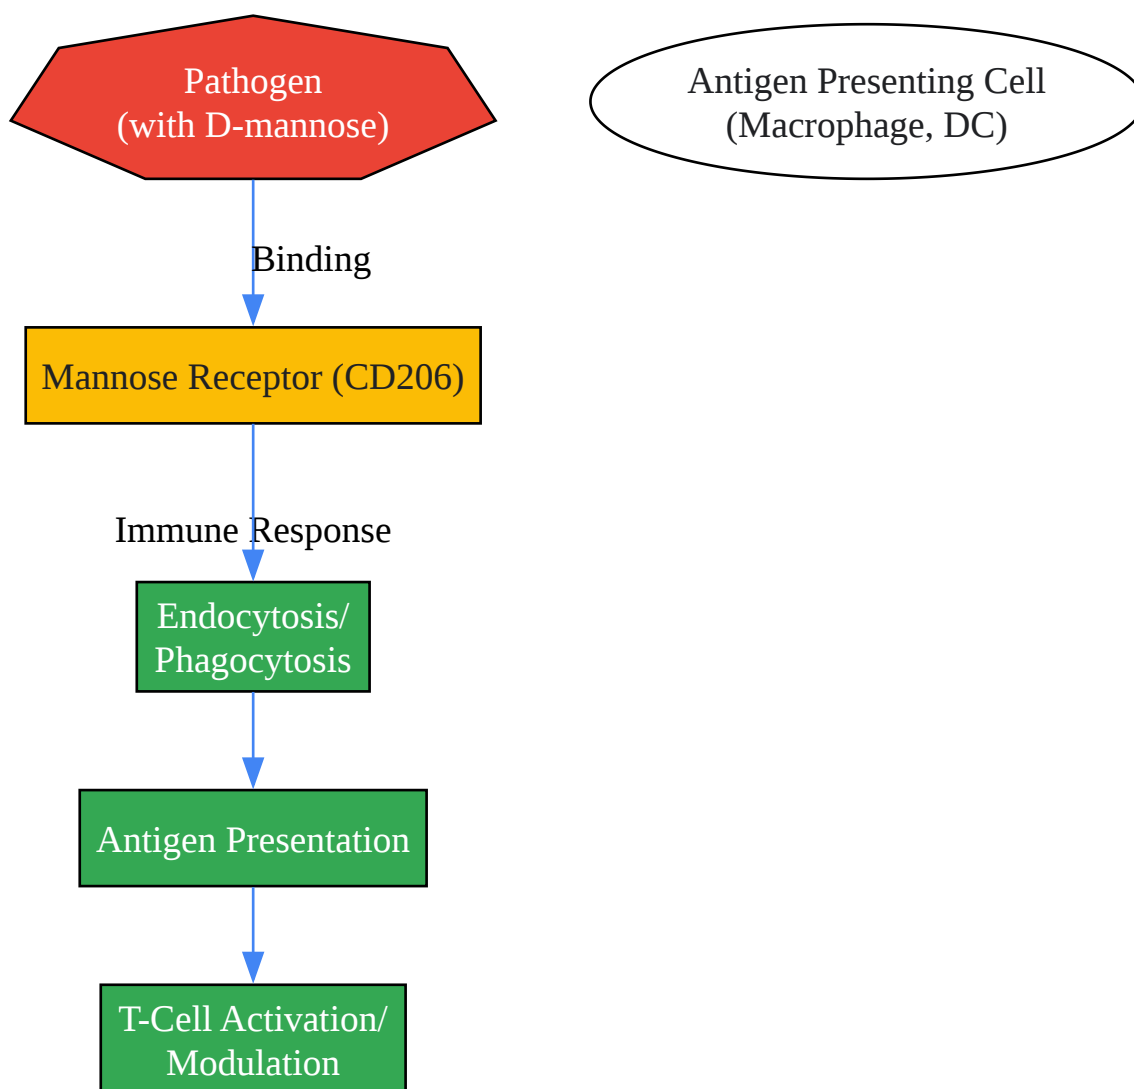 Pathogen
(with D-mannose)
Antigen Presenting Cell
(Macrophage, DC)
Binding
Mannose Receptor (CD206)
Immune Response
Endocytosis/
Phagocytosis
Antigen Presentation
T-Cell Activation/
Modulation